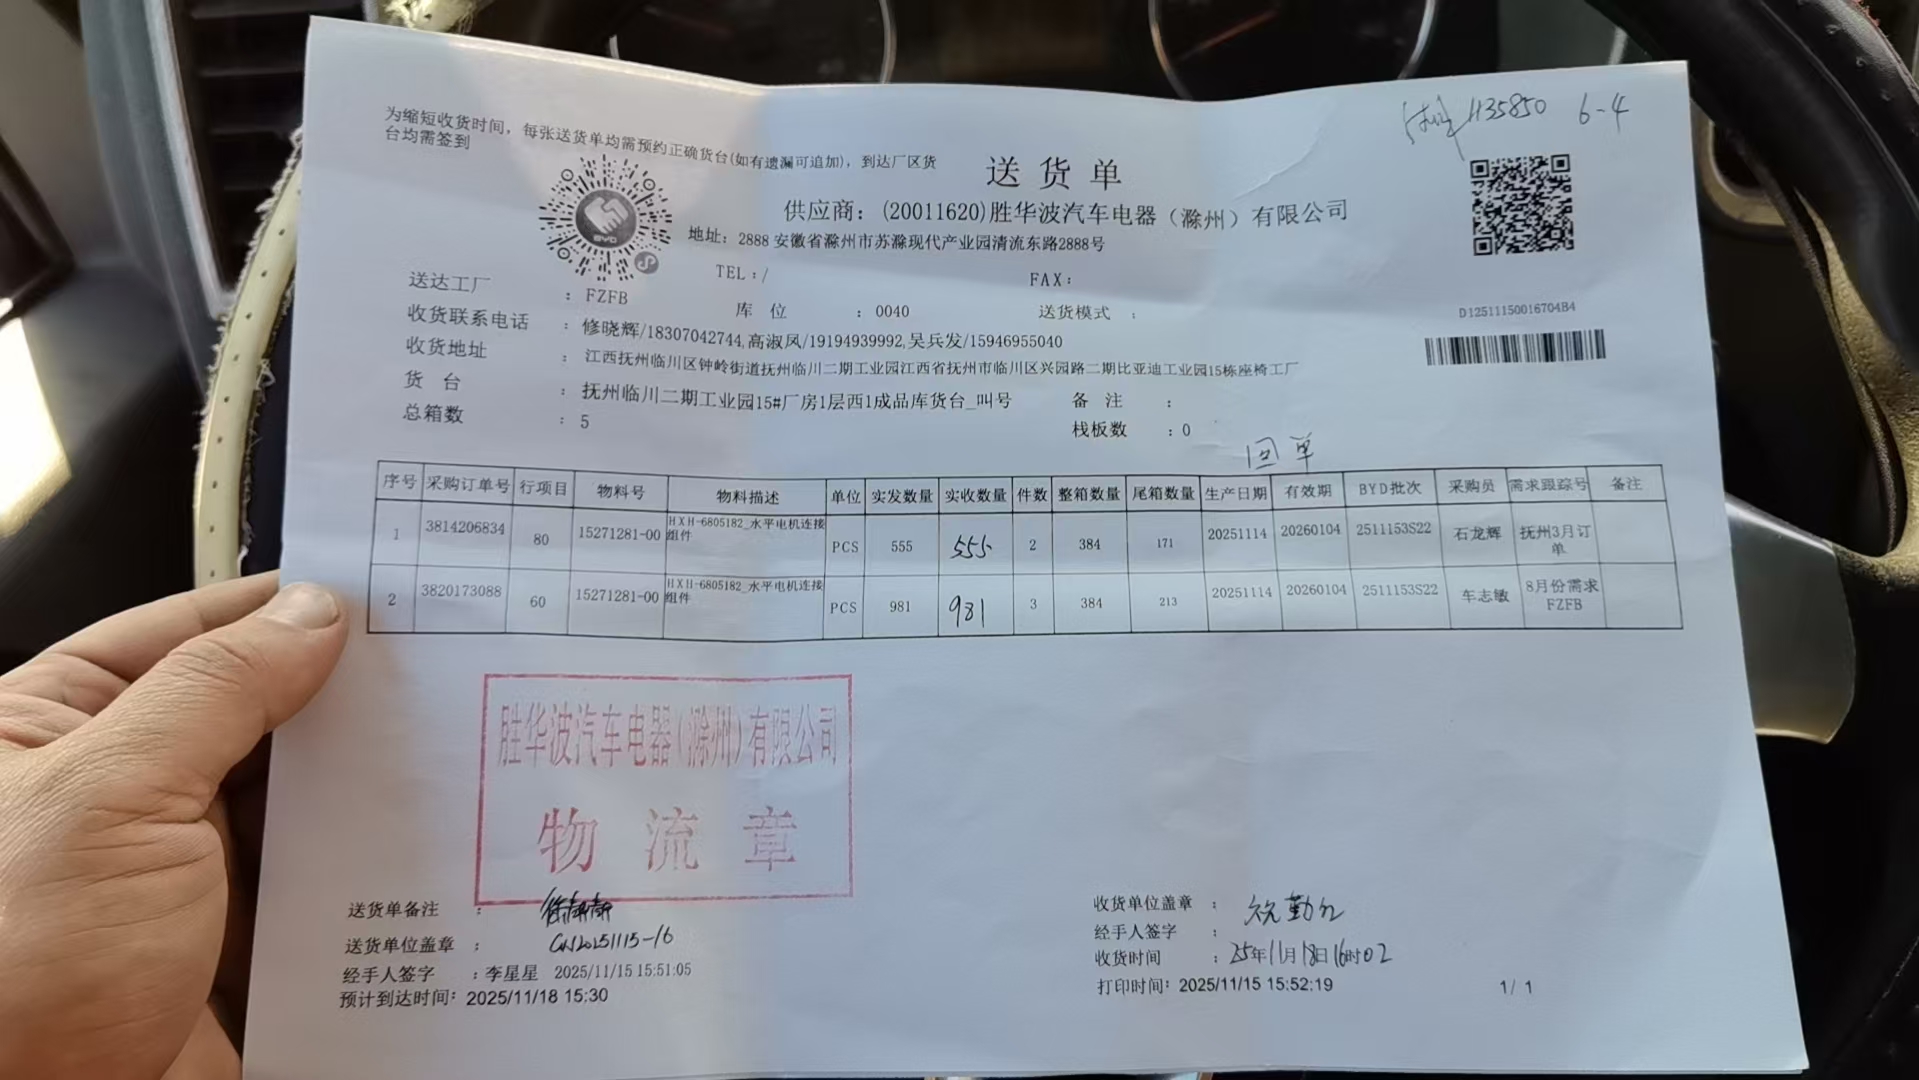 1135850 6-4
为缩短收货时间，每张送货单均需预约正确货台(如有遗漏可追加)，到达厂区货
台均需签到
送 货 单
供应商：(20011620)胜华波汽车电器（滁州）有限公司
地址：2888 安徽省滁州市苏滁现代产业园清流东路2888号
TEL：/ FAX：
BYD
D12511150016704B4
送达工厂 ：FZFB 库 位 ：0040 送货模式 ：
收货联系电话 ：修晓辉/18307042744,高淑凤/19194939992,吴兵发/15946955040
收货地址 ：江西抚州临川区钟岭街道抚州临川二期工业园江西省抚州市临川区兴园路二期比亚迪工业园15栋座椅工厂
货 台 ：抚州临川二期工业园15#厂房1层西1成品库货台_叫号 备 注 ：
总箱数 ：5 栈板数 ：0
回单
序号 采购订单号 行项目 物料号 物料描述 单位 实发数量 实收数量 件数 整箱数量 尾箱数量 生产日期 有效期 BYD批次 采购员 需求跟踪号 备注
1 3814206834 80 15271281-00 HXH-6805182_水平电机连接组件 PCS 555 555 2 384 171 20251114 20260104 2511153S22 石龙辉 抚州3月订单
2 3820173088 60 15271281-00 HXH-6805182_水平电机连接组件 PCS 981 981 3 384 213 20251114 20260104 2511153S22 车志敏 8月份需求FZFB
胜华波汽车电器（滁州）有限公司
物 流 章
送货单备注 ：
送货单位盖章 ：
经手人签字 ：李星星 2025/11/15 15:51:05
预计到达时间：2025/11/18 15:30
收货单位盖章 ：
经手人签字 ：
收货时间 ：25年11月18日16时02
打印时间：2025/11/15 15:52:19
1/ 1